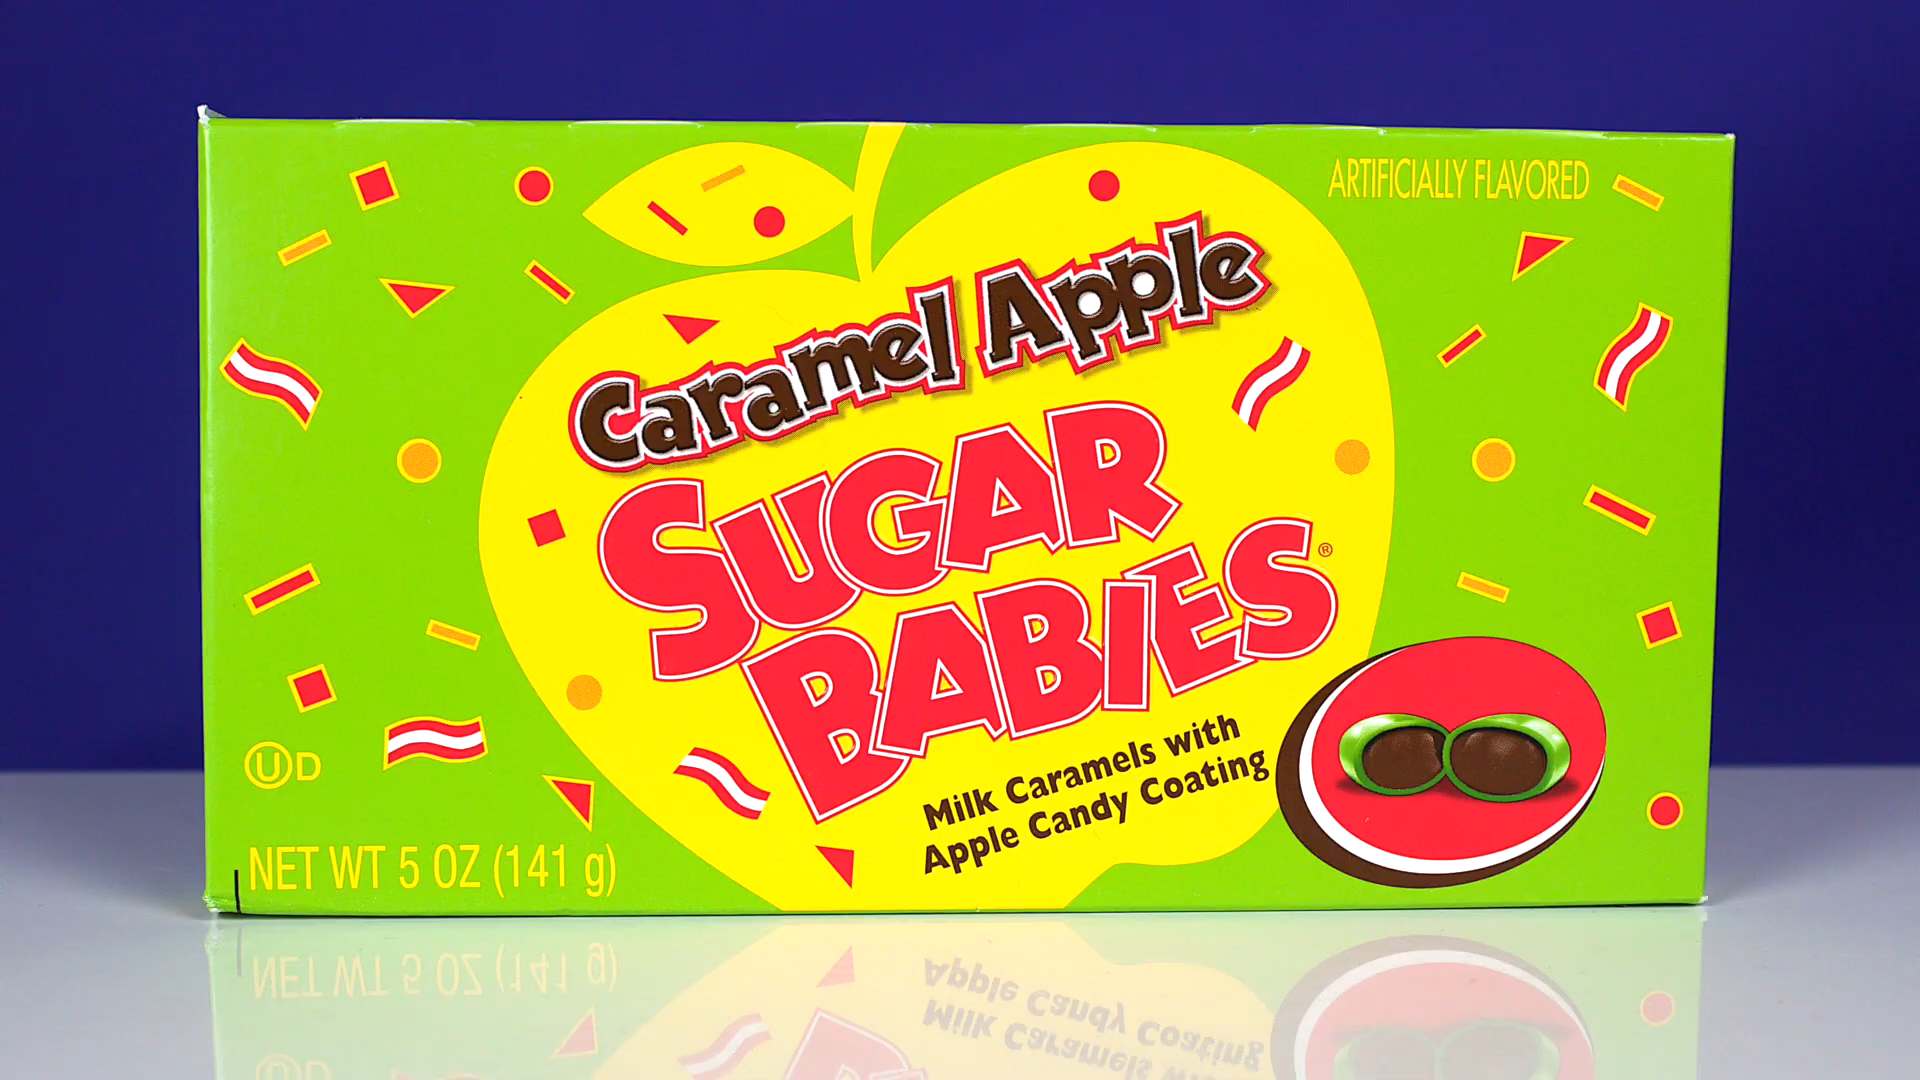 ARTIFICIALLY FLAVORED
Caramel Apple
SUGAR
BABIES®
Milk Caramels with
Apple Candy Coating
UD
NET WT 5 OZ (141 g)